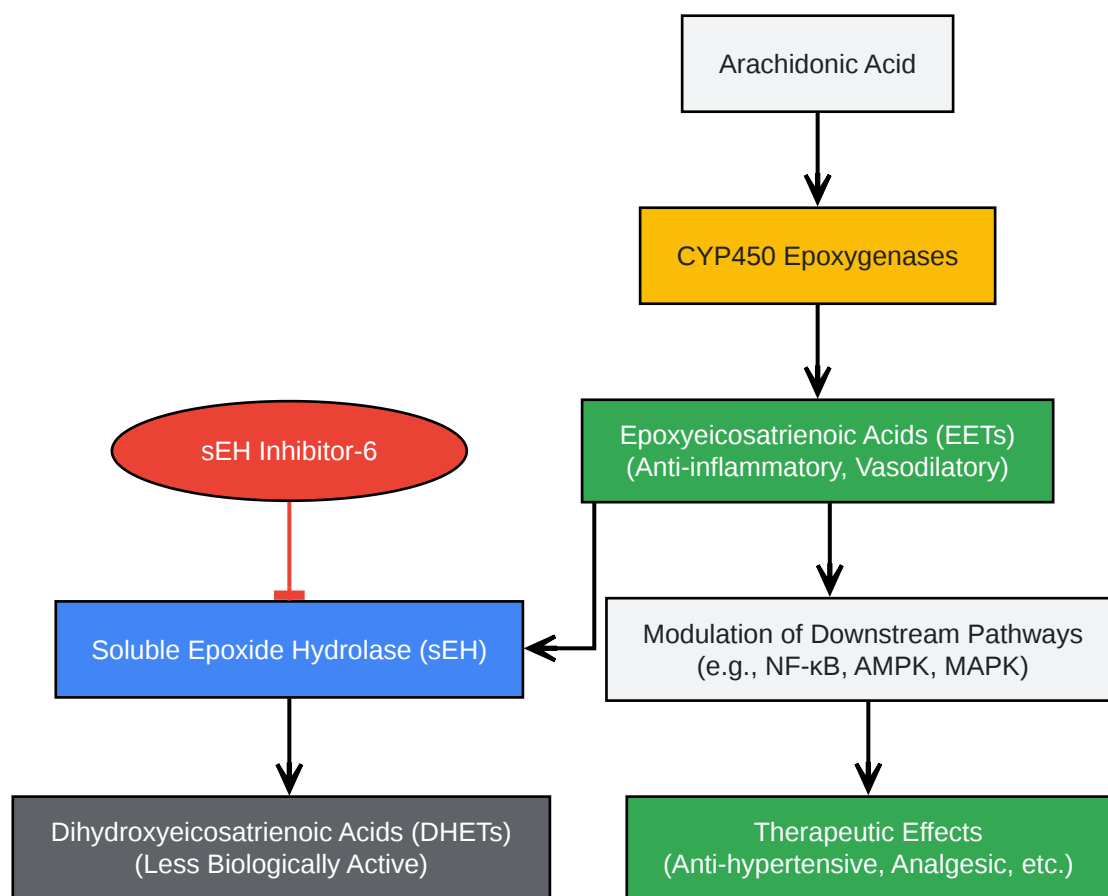 Arachidonic Acid
CYP450 Epoxygenases
Epoxyeicosatrienoic Acids (EETs)
(Anti-inflammatory, Vasodilatory)
sEH Inhibitor-6
Soluble Epoxide Hydrolase (sEH)
Modulation of Downstream Pathways
(e.g., NF-κB, AMPK, MAPK)
Dihydroxyeicosatrienoic Acids (DHETs)
(Less Biologically Active)
Therapeutic Effects
(Anti-hypertensive, Analgesic, etc.)